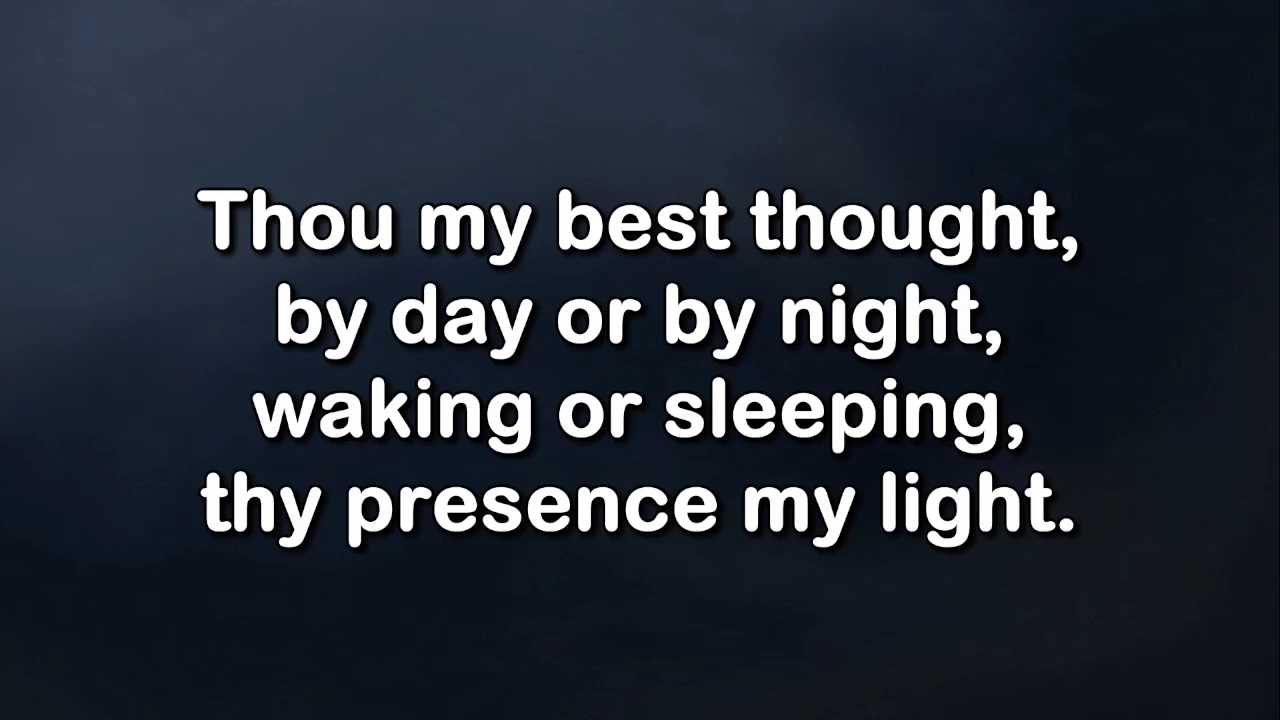 Thou my best thought,
by day or by night,
waking or sleeping,
thy presence my light.